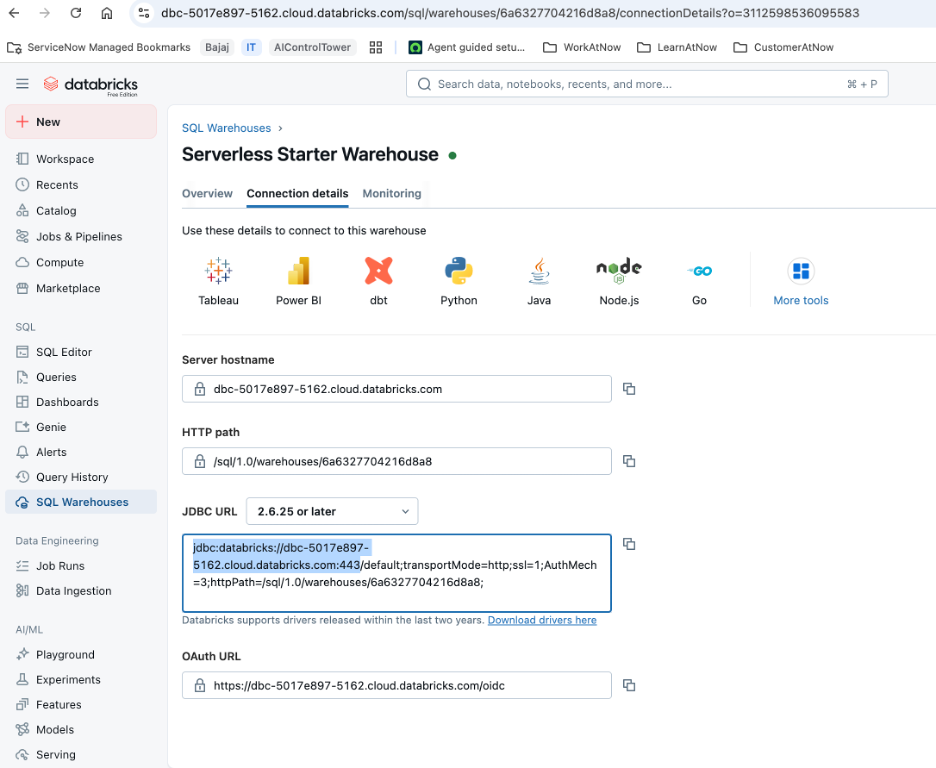 dbc-5017e897-5162.cloud.databricks.com/sql/warehouses/6a6327704216d8a8/connectionDetails?o=3112598536095583
ServiceNow Managed Bookmarks Bajaj IT AIControlTower Agent guided setu... WorkAtNow LearnAtNow CustomerAtNow
databricks
Free Edition
Search data, notebooks, recents, and more... ⌘ + P
New
Workspace
Recents
Catalog
Jobs & Pipelines
Compute
Marketplace
SQL
SQL Editor
Queries
Dashboards
Genie
Alerts
Query History
SQL Warehouses
Data Engineering
Job Runs
Data Ingestion
AI/ML
Playground
Experiments
Features
Models
Serving
SQL Warehouses ›
Serverless Starter Warehouse
Overview Connection details Monitoring
Use these details to connect to this warehouse
Tableau Power BI dbt Python Java node Node.js GO Go More tools
Server hostname
dbc-5017e897-5162.cloud.databricks.com
HTTP path
/sql/1.0/warehouses/6a6327704216d8a8
JDBC URL 2.6.25 or later
jdbc:databricks://dbc-5017e897-
5162.cloud.databricks.com:443/default;transportMode=http;ssl=1;AuthMech
=3;httpPath=/sql/1.0/warehouses/6a6327704216d8a8;
Databricks supports drivers released within the last two years. Download drivers here
OAuth URL
https://dbc-5017e897-5162.cloud.databricks.com/oidc